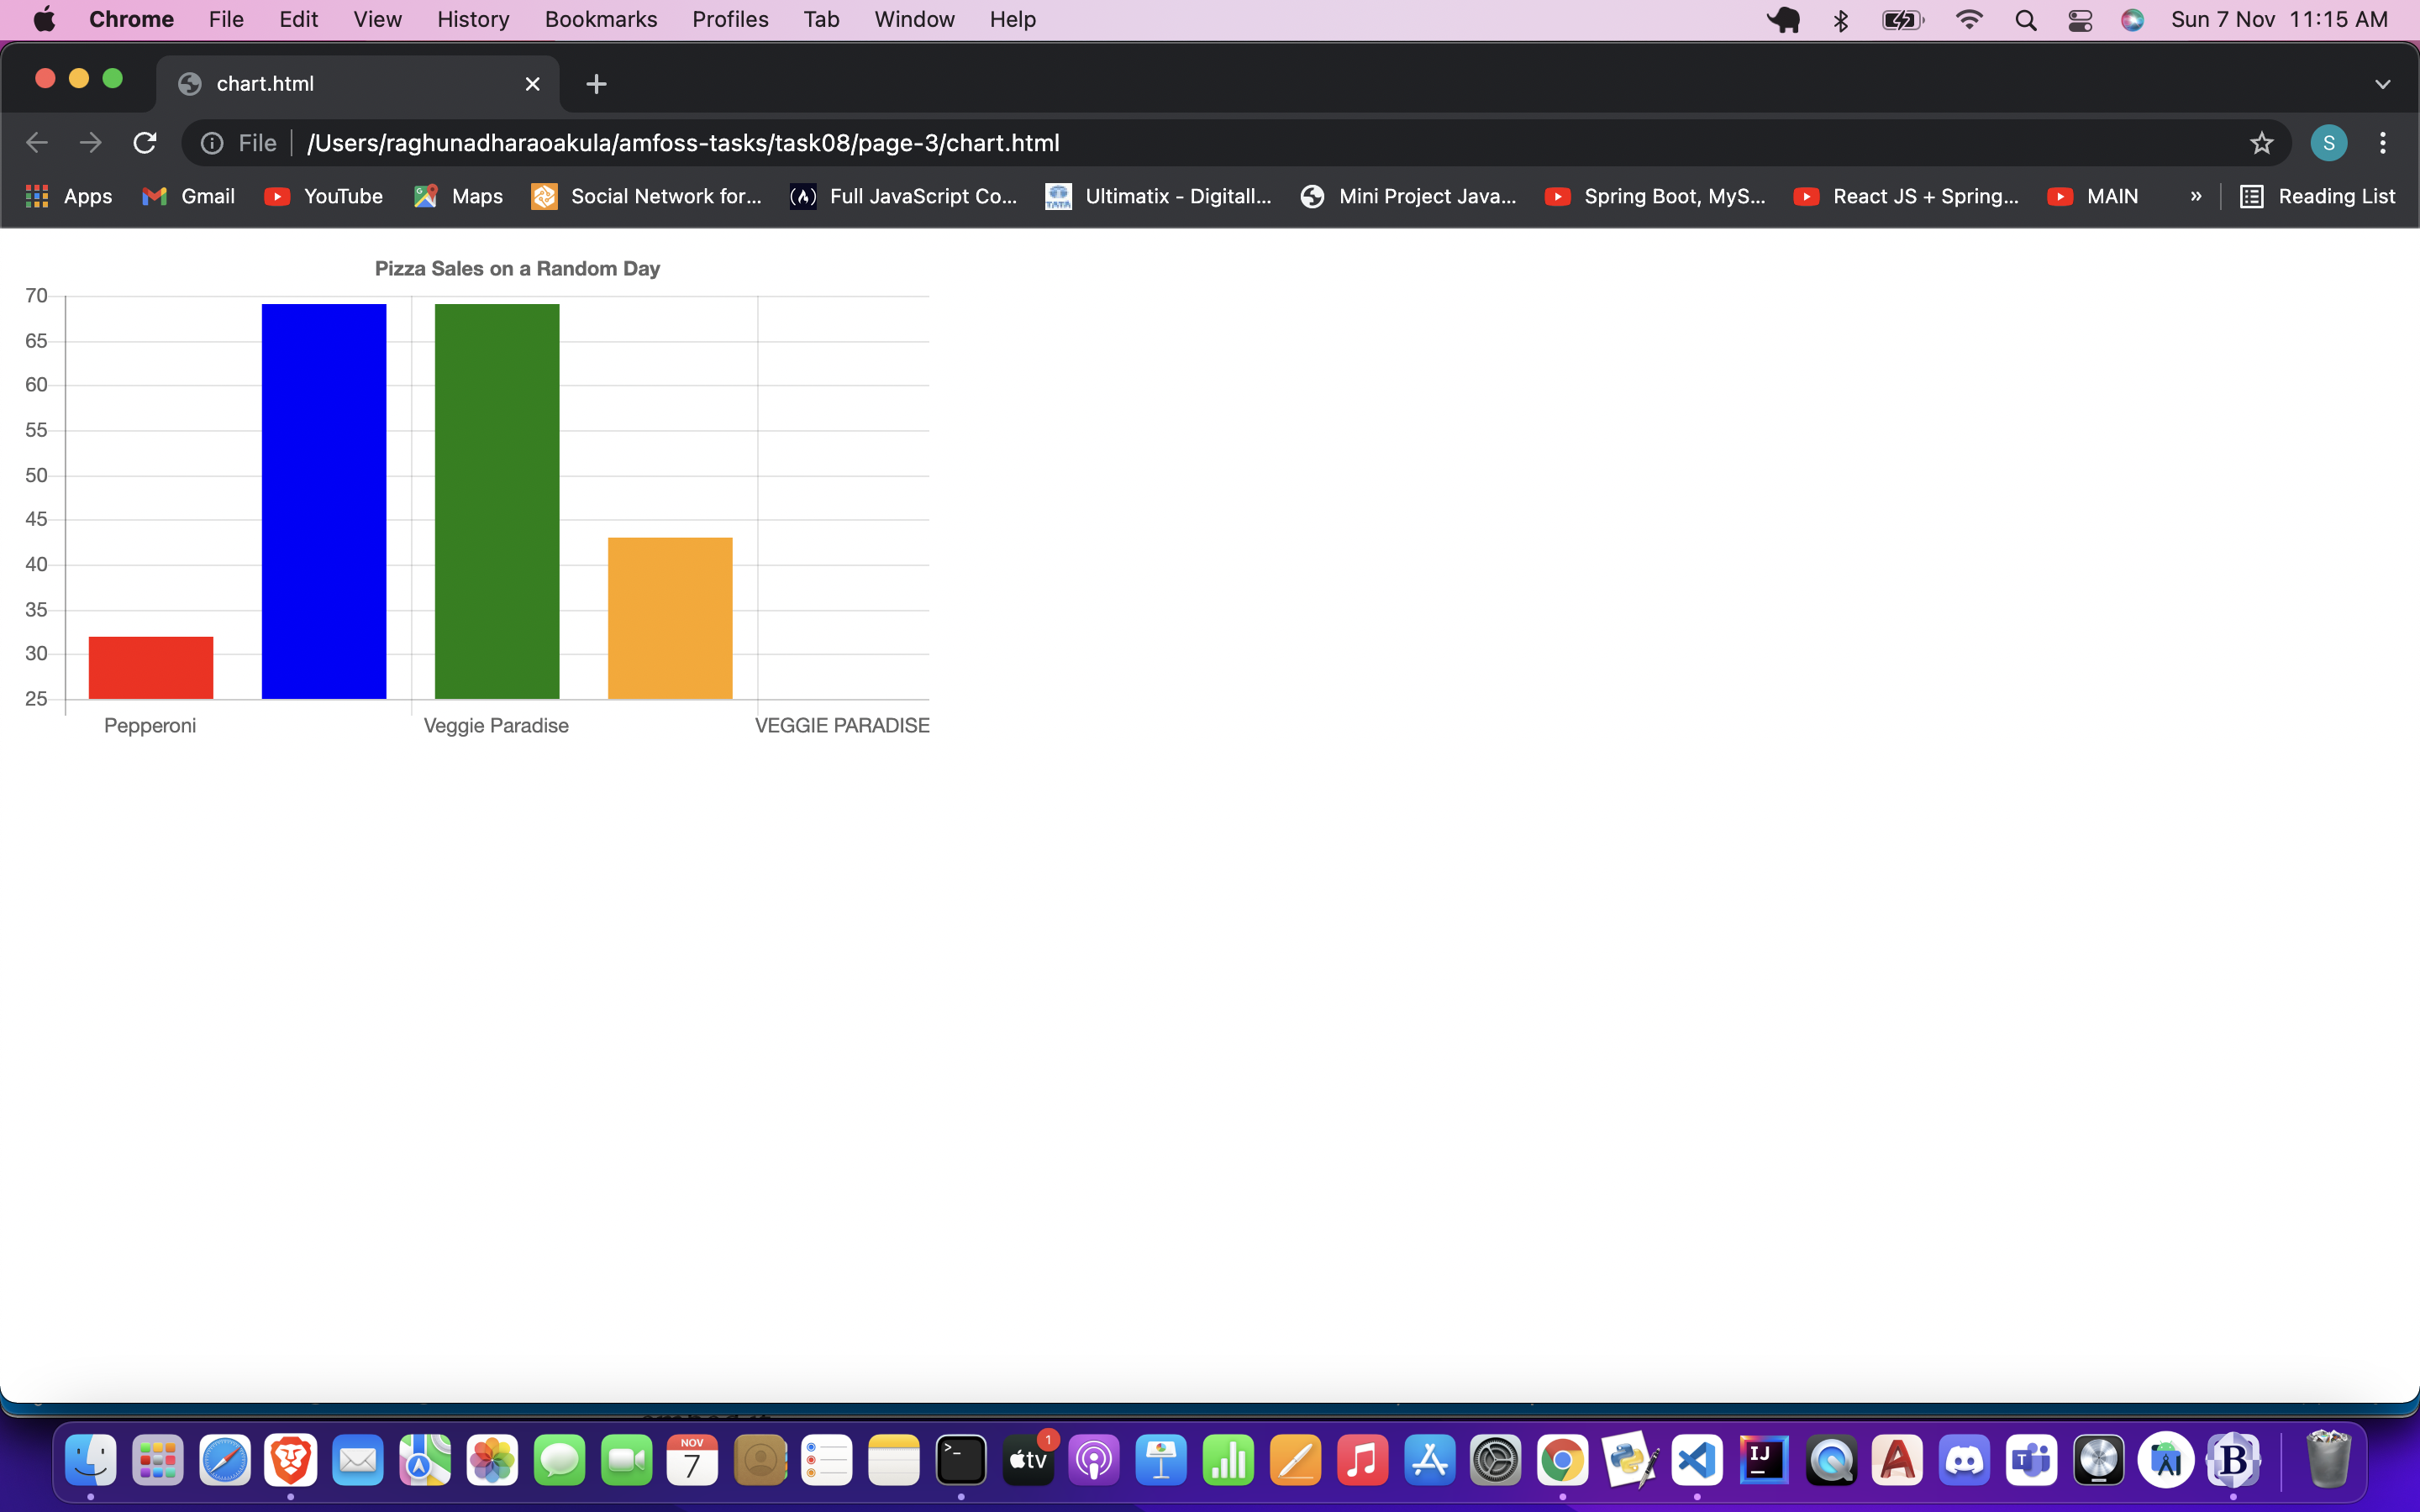 Chrome File Edit View History Bookmarks Profiles Tab Window Help Sun 7 Nov 11:15 AM
chart.html
File /Users/raghunadharaoakula/amfoss-tasks/task08/page-3/chart.html S
Apps Gmail YouTube Maps Social Network for... Full JavaScript Co... TATA Ultimatix - Digitall... Mini Project Java... Spring Boot, MyS... React JS + Spring... MAIN » Reading List
Pizza Sales on a Random Day
70
65
60
55
50
45
40
35
30
25
Pepperoni Veggie Paradise VEGGIE PARADISE
NOV
7
>_
tv
1
IJ
T
B